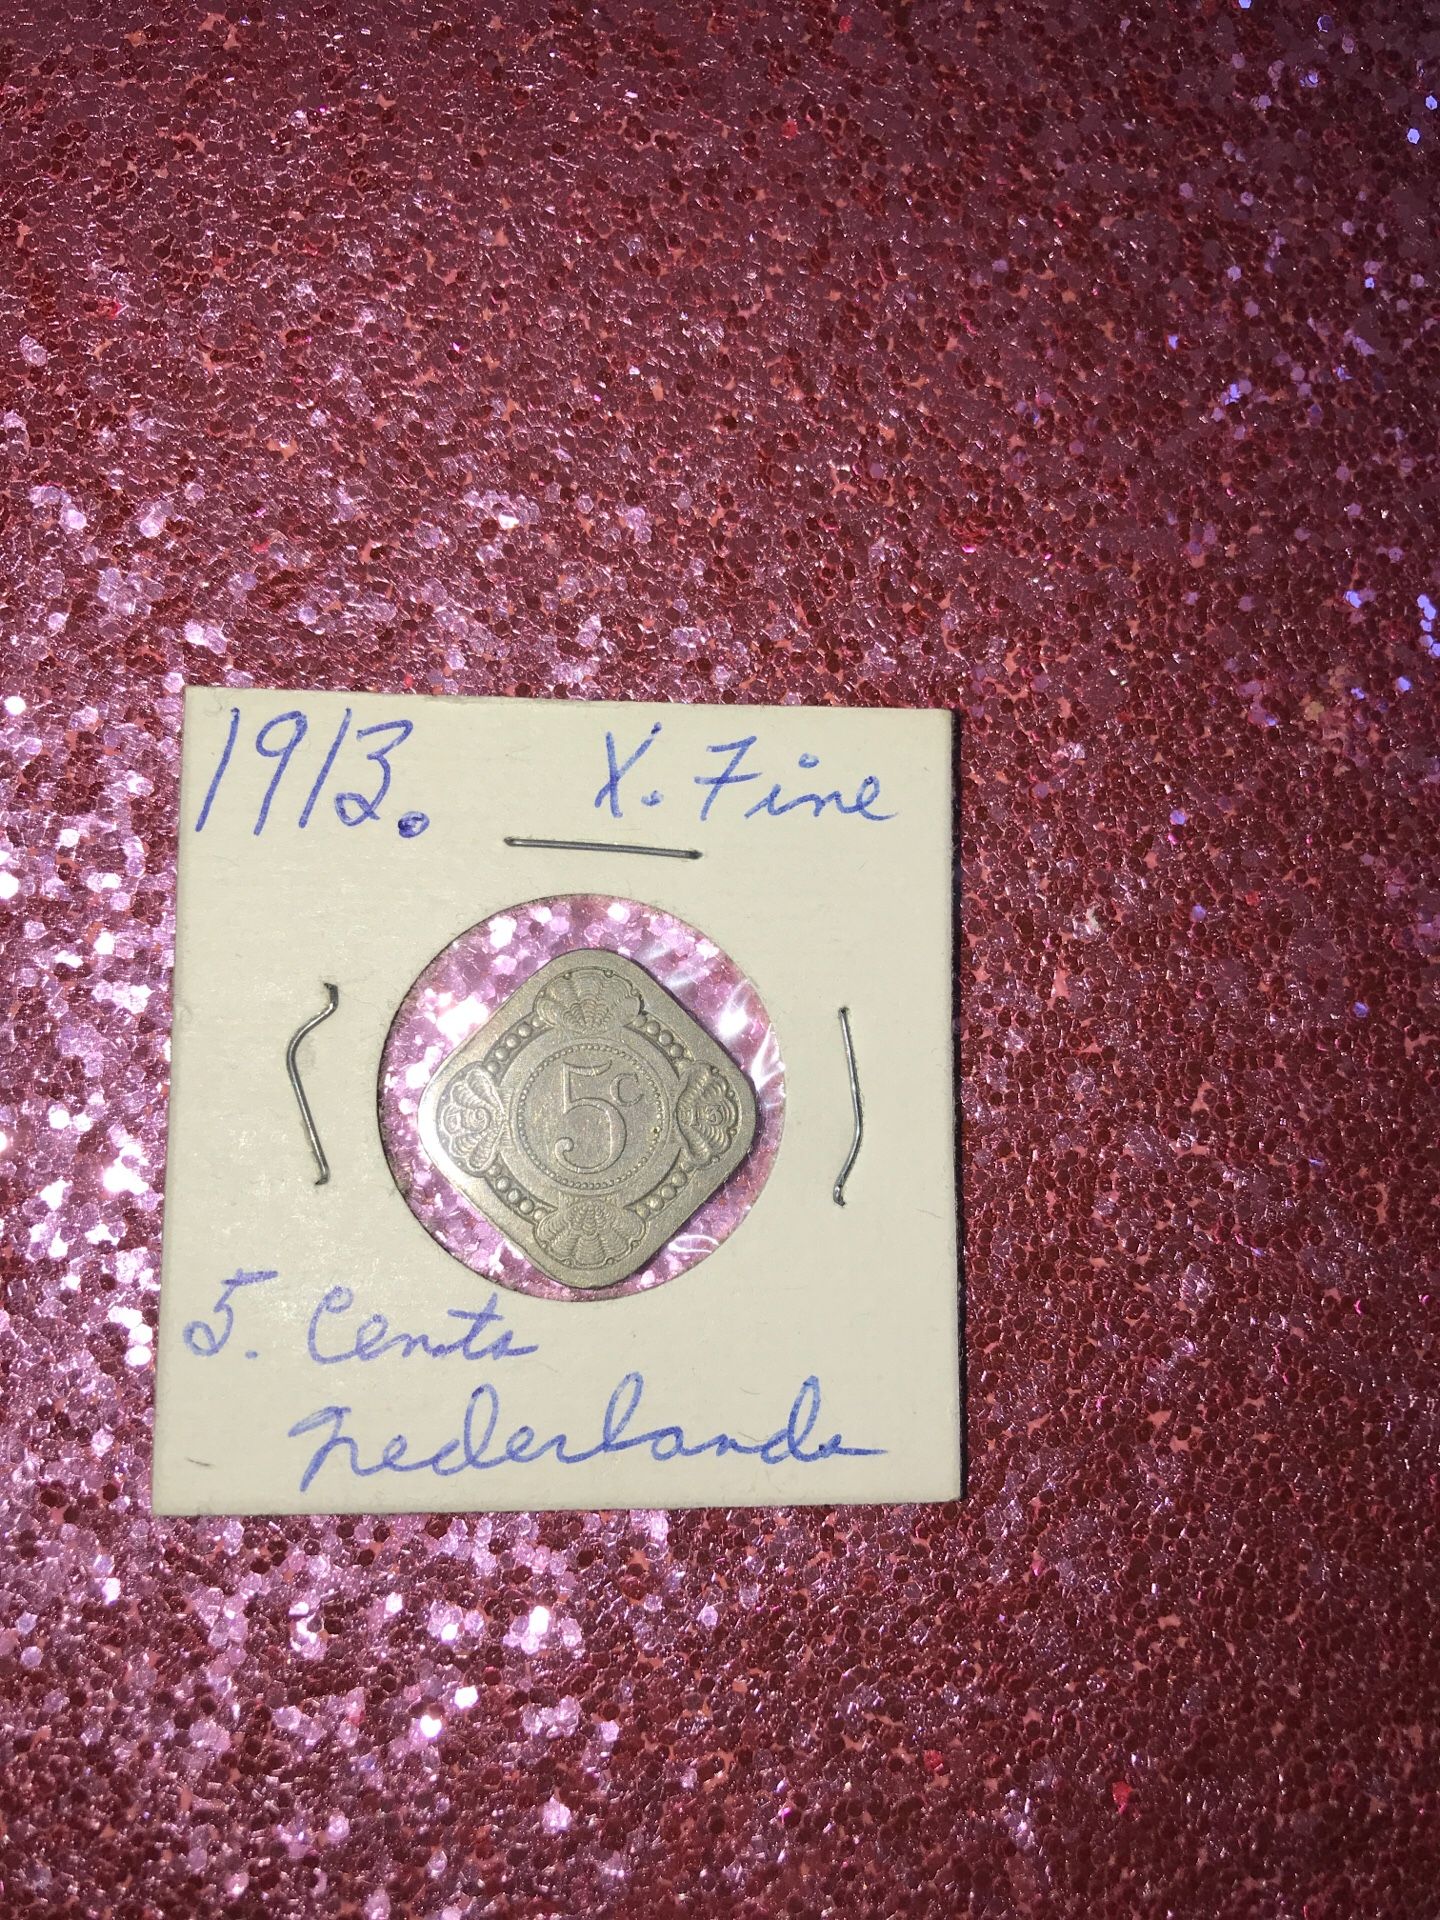 1913. X. Fine
5c
5. Cents
Nederlands